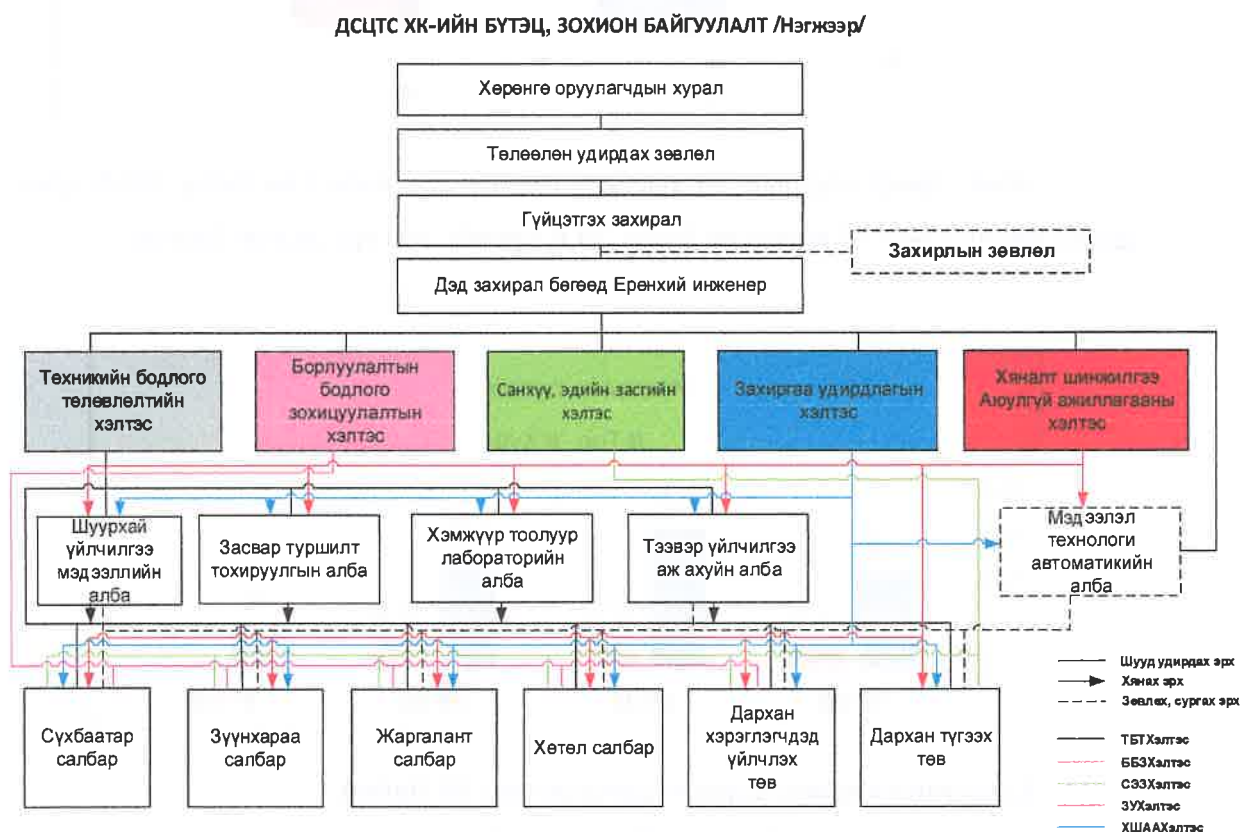 ДСЦТС ХК-ИЙН БҮТЭЦ, ЗОХИОН БАЙГУУЛАЛТ /Нэгжээр/
Хөрөнгө оруулагчдын хурал
Төлөөлөн удирдах зөвлөл
Гүйцэтгэх захирал
Захирлын зөвлөл
Дэд захирал бөгөөд Ерөнхий инженер
Техникийн бодлого
төлөвлөлтийн
хэлтэс
Борлуулалтын
бодлого
зохицуулалтын
хэлтэс
Санхүү, эдийн засгийн
хэлтэс
Захиргаа удирдлагын
хэлтэс
Хяналт шинжилгээ
Аюулгүй ажиллагааны
хэлтэс
Шуурхай
үйлчилгээ
мэдээллийн
алба
Засвар туршилт
тохируулгын алба
Хэмжүүр тоолуур
лабораторийн
алба
Тээвэр үйлчилгээ
аж ахуйн алба
Мэдээлэл
технологи
автоматикийн
алба
Сүхбаатар
салбар
Зүүнхараа
салбар
Жаргалант
салбар
Хөтөл салбар
Дархан
хэрэглэгчдэд
үйлчлэх
төв
Дархан түгээх
төв
Шууд удирдах эрх
Хянах эрх
Зөвлөх, сургах эрх
ТБТХэлтэс
ББЗХэлтэс
СЭЗХэлтэс
ЗУХэлтэс
ХШААХэлтэс